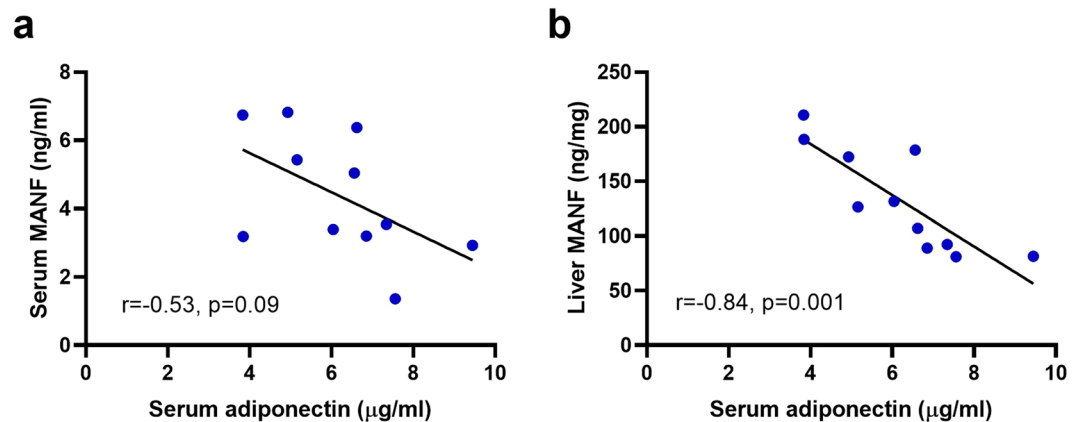 a
Serum MANF (ng/ml)
8
6
4
2
0
r=-0.53, p=0.09
0 2 4 6 8 10
Serum adiponectin (μg/ml)
b
Liver MANF (ng/mg)
250
200
150
100
50
0
r=-0.84, p=0.001
0 2 4 6 8 10
Serum adiponectin (μg/ml)